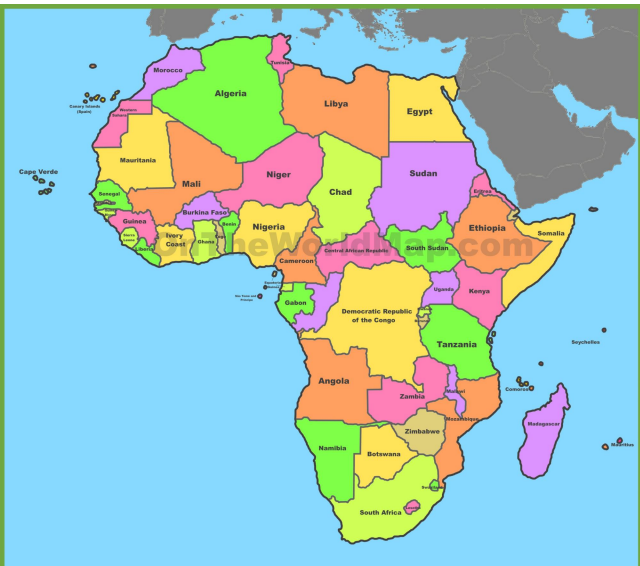 Morocco
Tunisia
Algeria
Libya
Egypt
Canary Islands
(Spain)
Western
Sahara
Mauritania
Mali
Niger
Chad
Sudan
Eritrea
Cape Verde
Senegal
Guinea
Burkina Faso
Benin
Nigeria
Ivory
Coast
Ghana
Sierra
Leone
Liberia
OnTheWorldMap.com
Cameroon
Central African Republic
South Sudan
Ethiopia
Somalia
Gabon
Democratic Republic
of the Congo
Uganda
Kenya
Tanzania
Seychelles
Comoros
Angola
Zambia
Malawi
Mozambique
Zimbabwe
Madagascar
Mauritius
Namibia
Botswana
South Africa